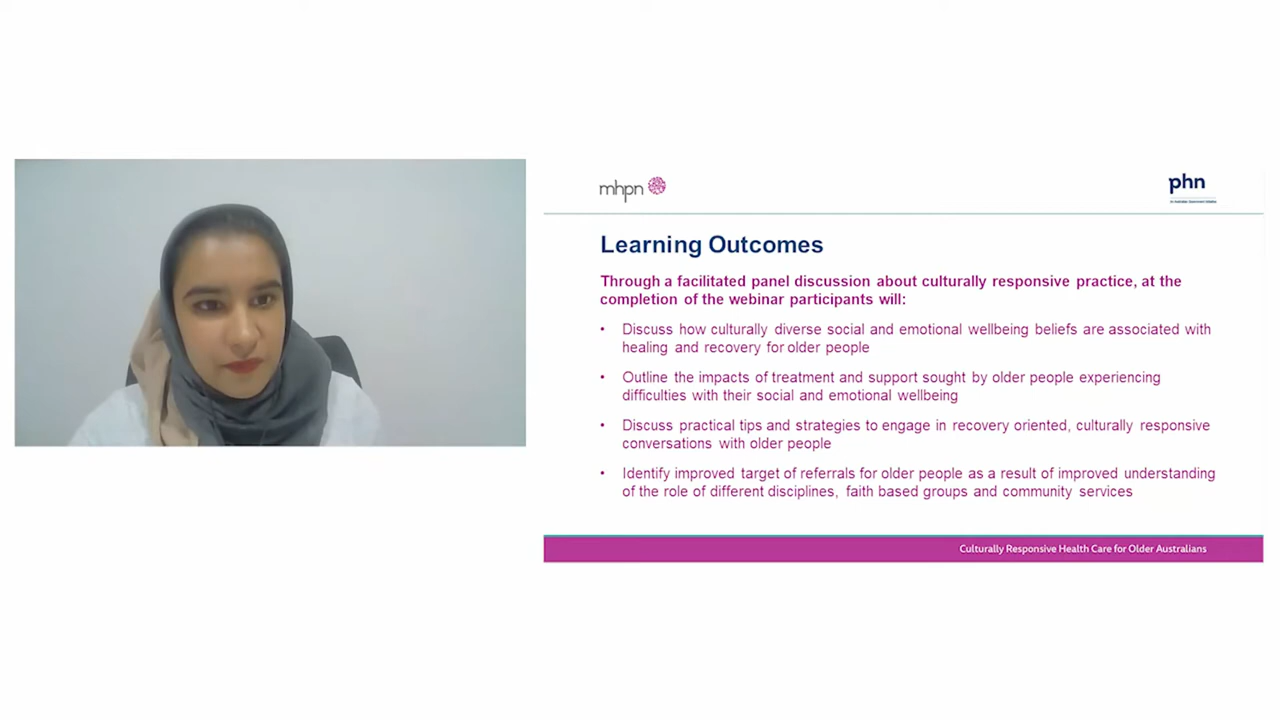 mhpn
phn
An Australian Government Initiative
Learning Outcomes
Through a facilitated panel discussion about culturally responsive practice, at the
completion of the webinar participants will:
• Discuss how culturally diverse social and emotional wellbeing beliefs are associated with
healing and recovery for older people
• Outline the impacts of treatment and support sought by older people experiencing
difficulties with their social and emotional wellbeing
• Discuss practical tips and strategies to engage in recovery oriented, culturally responsive
conversations with older people
• Identify improved target of referrals for older people as a result of improved understanding
of the role of different disciplines, faith based groups and community services
Culturally Responsive Health Care for Older Australians